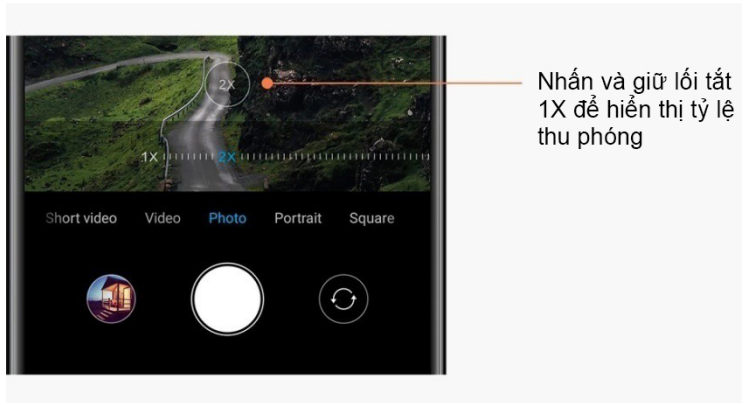 2X
Nhấn và giữ lối tắt
1X để hiển thị tỷ lệ
thu phóng
1X 2X
Short video Video Photo Portrait Square